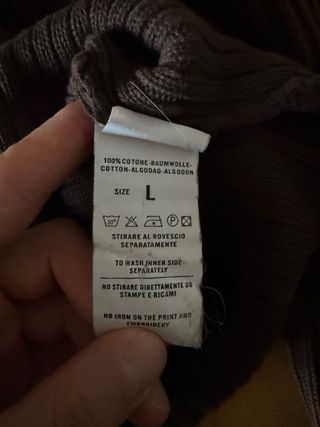 100% COTONE-BAUMWOLLE-
COTTON-ALGODAO-ALGODON
SIZE L
30°
P
STIRARE AL ROVESCIO
SEPARATAMENTE
TO WASH INNER SIDE
SEPARATELY
NO STIRARE DIRETTAMENTE SU
STAMPE E RICAMI
NO IRON ON THE PRINT AND
EMBROIDERY